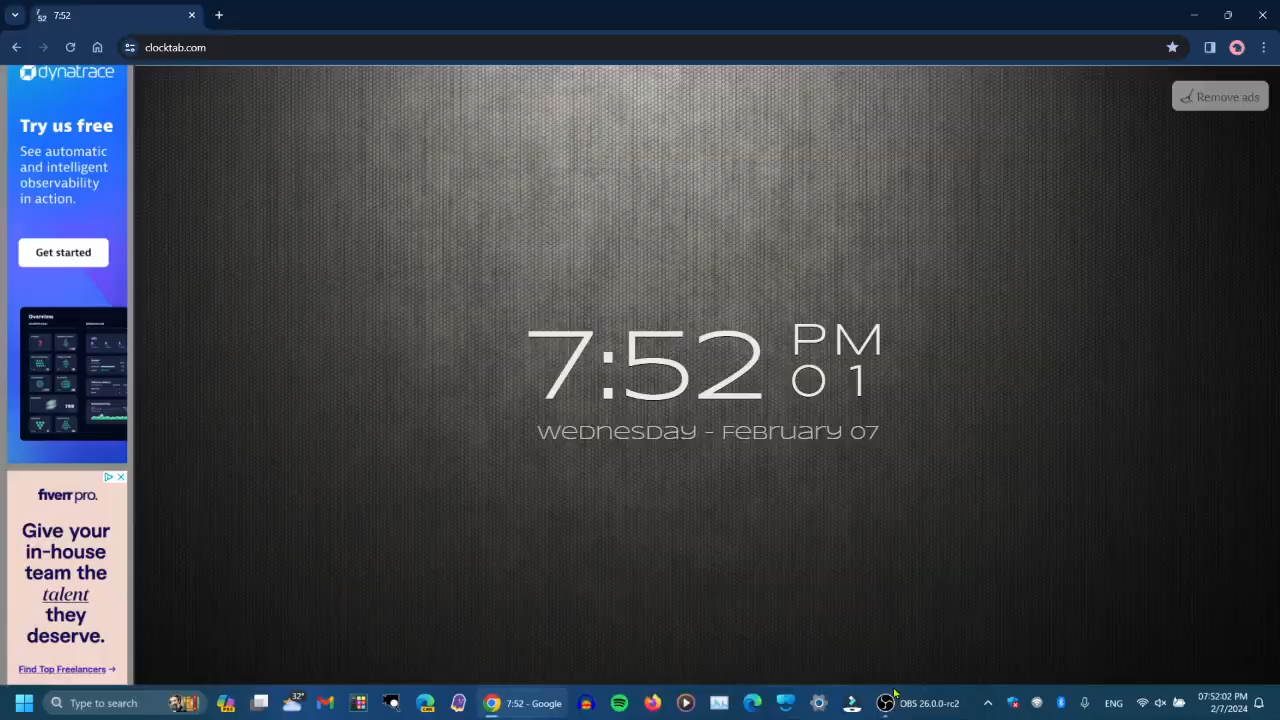 7:52
clocktab.com
dynatrace
Try us free
See automatic
and intelligent
observability
in action.
Get started
Overview
fiverr pro.
Give your
in-house
team the
talent
they
deserve.
Find Top Freelancers →
Remove ads
7:52
PM
01
Wednesday - February 07
Type to search
PRE
32°
CAN
7:52 - Google
OBS 26.0.0-rc2
ENG
07:52:02 PM
2/7/2024